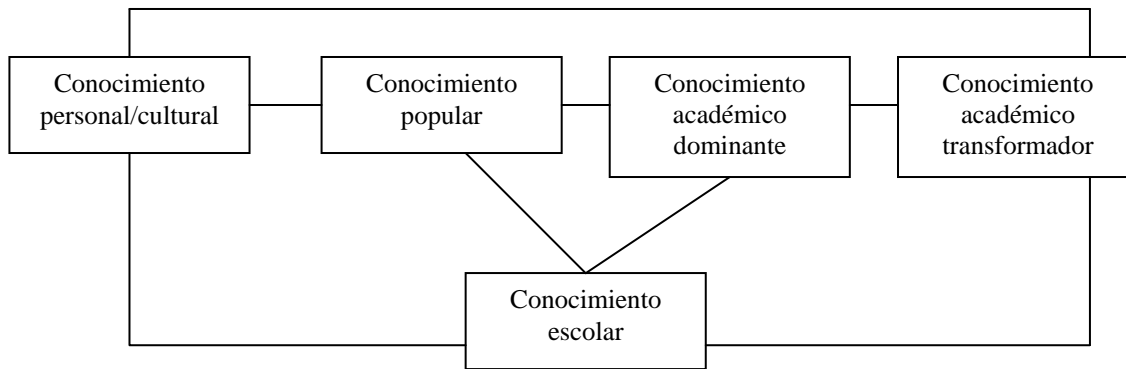 Conocimiento
personal/cultural
Conocimiento
popular
Conocimiento
académico
dominante
Conocimiento
académico
transformador
Conocimiento
escolar